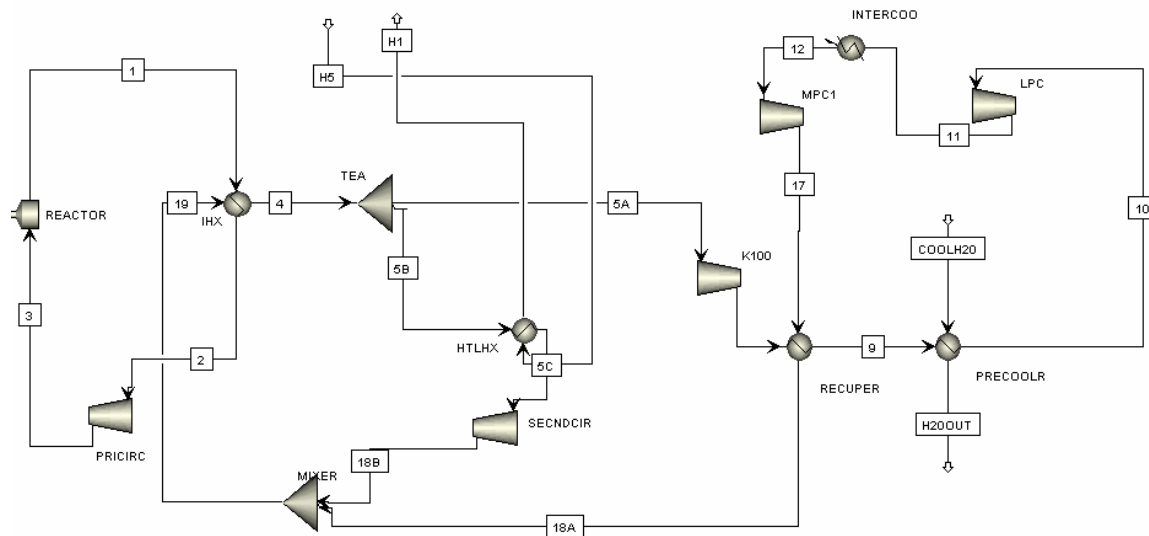 INTERCOO
H1
12
1
H5
LPC
MPC1
11
TEA
17
19
4
5A
10
REACTOR
IHX
COOLH20
K100
5B
3
HTLHX
2
5C
9
RECUPER
PRECOOLR
SECNDCIR
H20OUT
PRICIRC
18B
MIXER
18A